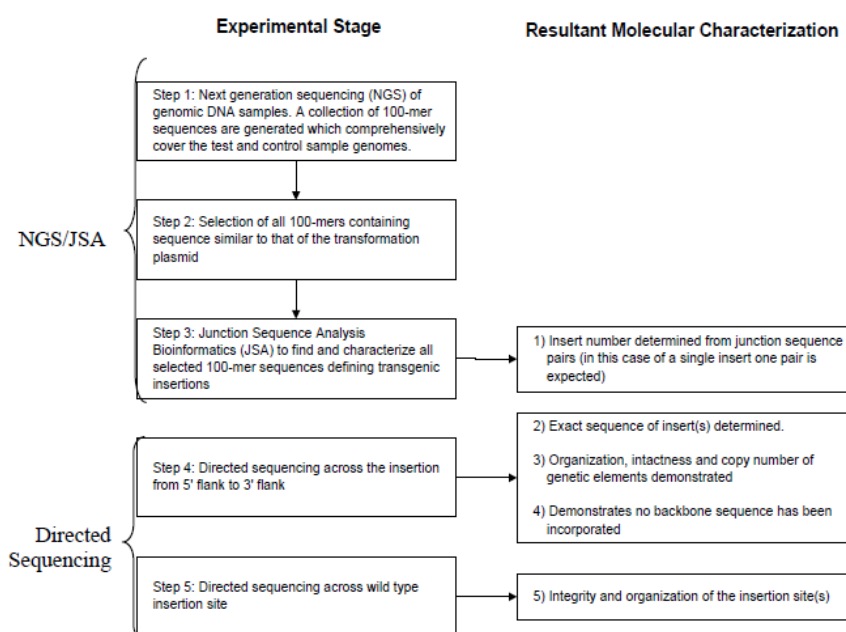 Experimental Stage
Resultant Molecular Characterization
NGS/JSA
Step 1: Next generation sequencing (NGS) of
genomic DNA samples. A collection of 100-mer
sequences are generated which comprehensively
cover the test and control sample genomes.
Step 2: Selection of all 100-mers containing
sequence similar to that of the transformation
plasmid
Step 3: Junction Sequence Analysis
Bioinformatics (JSA) to find and characterize all
selected 100-mer sequences defining transgenic
insertions
1) Insert number determined from junction sequence
pairs (in this case of a single insert one pair is
expected)
Directed
Sequencing
Step 4: Directed sequencing across the insertion
from 5' flank to 3' flank
2) Exact sequence of insert(s) determined.
3) Organization, intactness and copy number of
genetic elements demonstrated
4) Demonstrates no backbone sequence has been
incorporated
Step 5: Directed sequencing across wild type
insertion site
5) Integrity and organization of the insertion site(s)